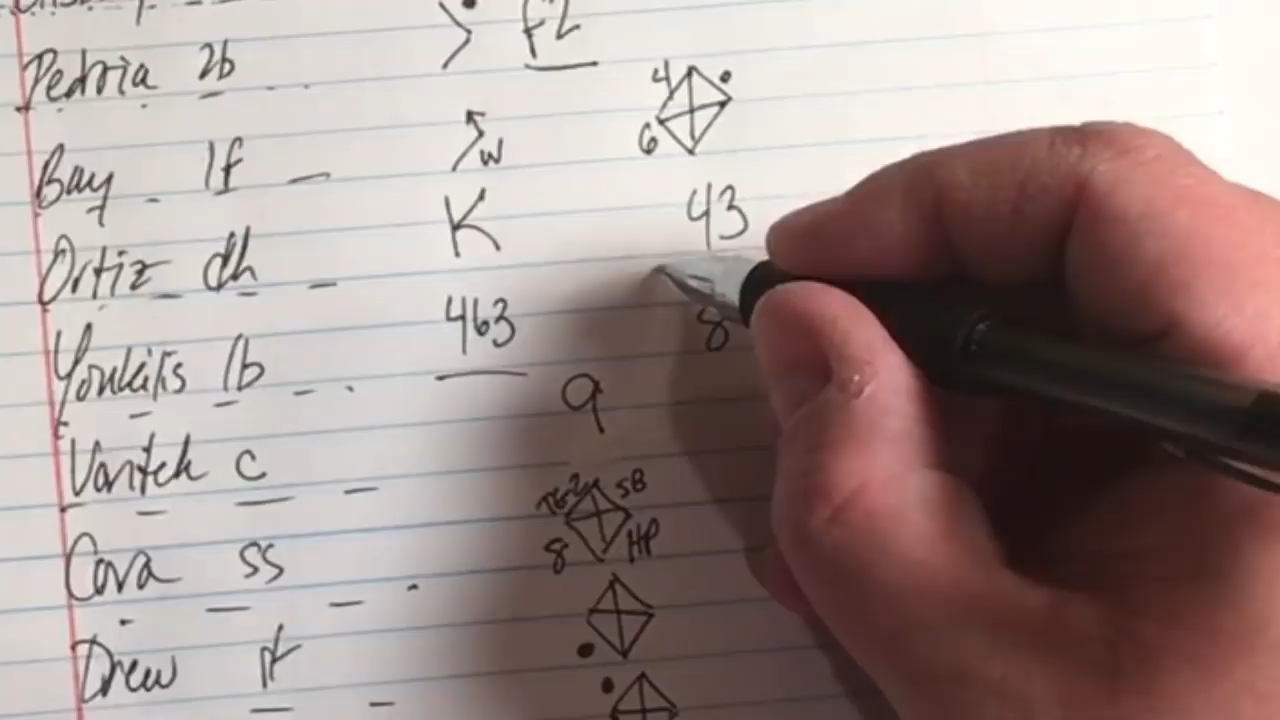 Pedroia 2b F2
4
Bay lf W 6
Ortiz dh K 43
Youkilis 1b 463 8
Varitek c 9
SB
Cora ss 8 HP
Drew rf